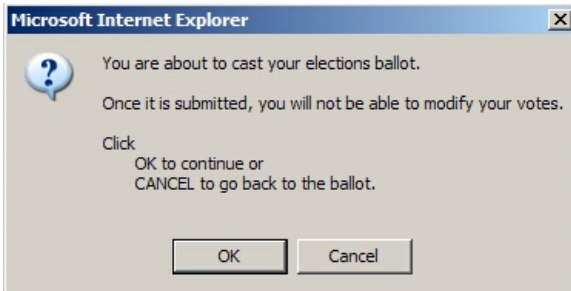 Microsoft Internet Explorer
You are about to cast your elections ballot.
Once it is submitted, you will not be able to modify your votes.
Click
OK to continue or
CANCEL to go back to the ballot.
OK Cancel